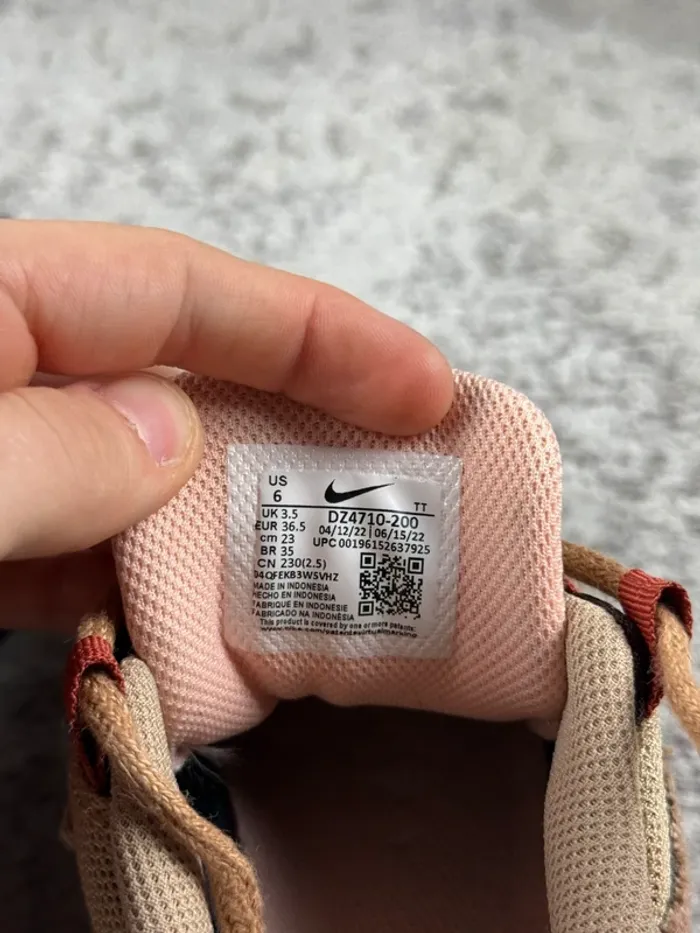 US
6
TT
UK 3.5
DZ4710-200
EUR 36.5
04/12/22 | 06/15/22
cm 23
UPC 00196152637925
BR 35
CN 230(2.5)
94QFEKB3WSVHZ
MADE IN INDONESIA
HECHO EN INDONESIA
FABRIQUE EN INDONESIE
FABRICADO NA INDONÉSIA
This product is covered by one or more patents: